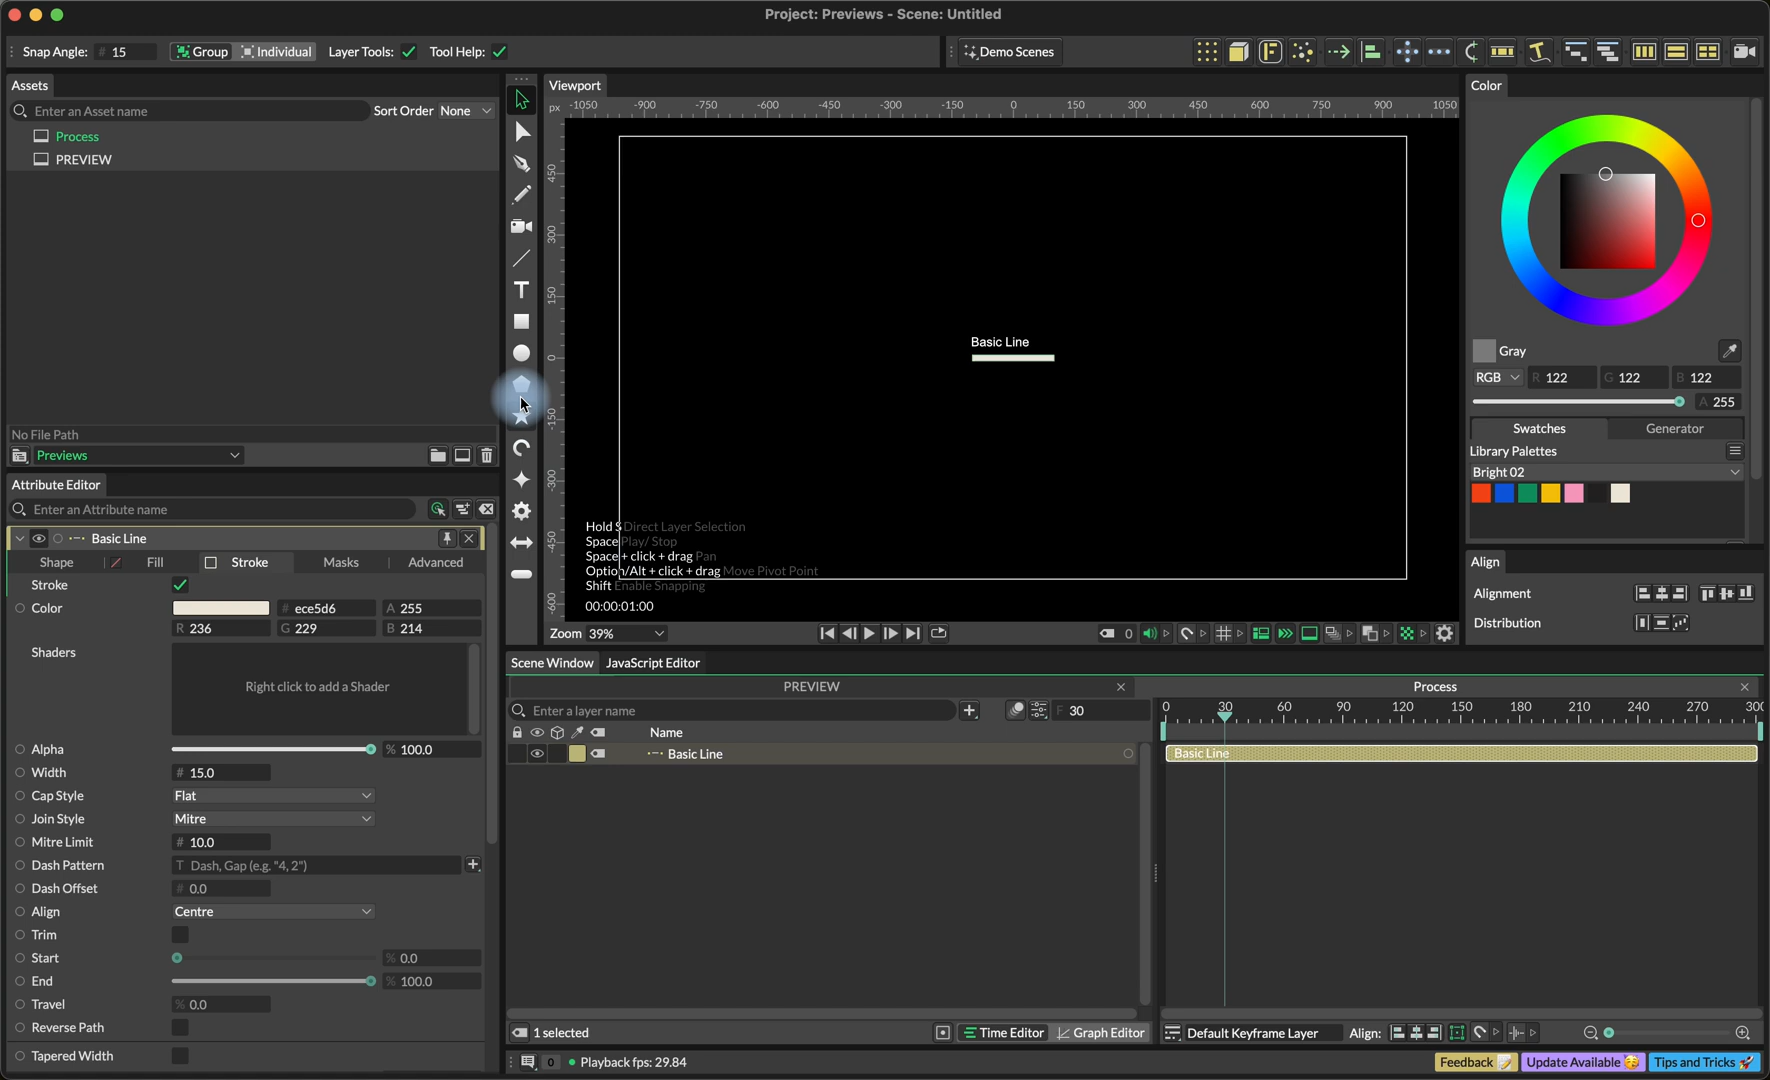 Project: Previews - Scene: Untitled
Snap Angle: # 15 Group Individual Layer Tools: Tool Help: Demo Scenes
Assets
Enter an Asset name Sort Order None
Process
PREVIEW
No File Path
Previews
Attribute Editor
Enter an Attribute name
Basic Line
Shape Fill Stroke Masks Advanced
Stroke
Color # ece5d6 A 255
R 236 G 229 B 214
Shaders
Right click to add a Shader
Alpha % 100.0
Width # 15.0
Cap Style Flat
Join Style Mitre
Mitre Limit # 10.0
Dash Pattern T Dash, Gap (e.g. "4, 2")
Dash Offset # 0.0
Align Centre
Trim
Start % 0.0
End % 100.0
Travel % 0.0
Reverse Path
Tapered Width
Viewport
px -1050 -900 -750 -600 -450 -300 -150 0 150 300 450 600 750 900 1050
450
300
150
0
-150
-300
-450
-600
Basic Line
Hold S Direct Layer Selection
Space Play/ Stop
Space + click + drag Pan
Option/Alt + click + drag Move Pivot Point
Shift Enable Snapping
00:00:01:00
Zoom 39% 0
Scene Window JavaScript Editor
PREVIEW Process
Enter a layer name F 30
0 30 60 90 120 150 180 210 240 270 300
Name
Basic Line Basic Line
1 selected Time Editor Graph Editor Default Keyframe Layer Align:
0 Playback fps: 29.84 Feedback Update Available Tips and Tricks
Color
Gray
RGB R 122 G 122 B 122
A 255
Swatches Generator
Library Palettes
Bright 02
Align
Alignment
Distribution